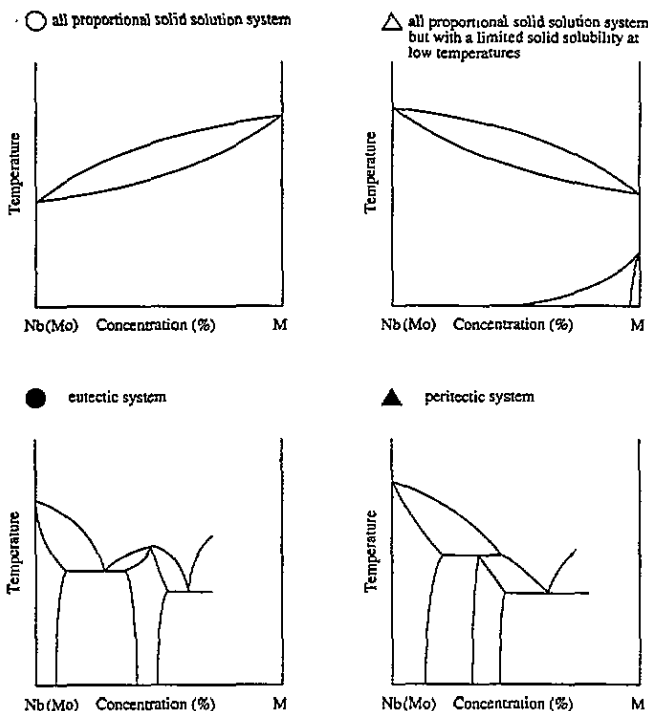 all proportional solid solution system
all proportional solid solution system
but with a limited solid solubility at
low temperatures
Temperature
Temperature
Nb(Mo) Concentration (%) M
Nb(Mo) Concentration (%) M
eutectic system
peritectic system
Temperature
Temperature
Nb(Mo) Concentration (%) M
Nb(Mo) Concentration (%) M